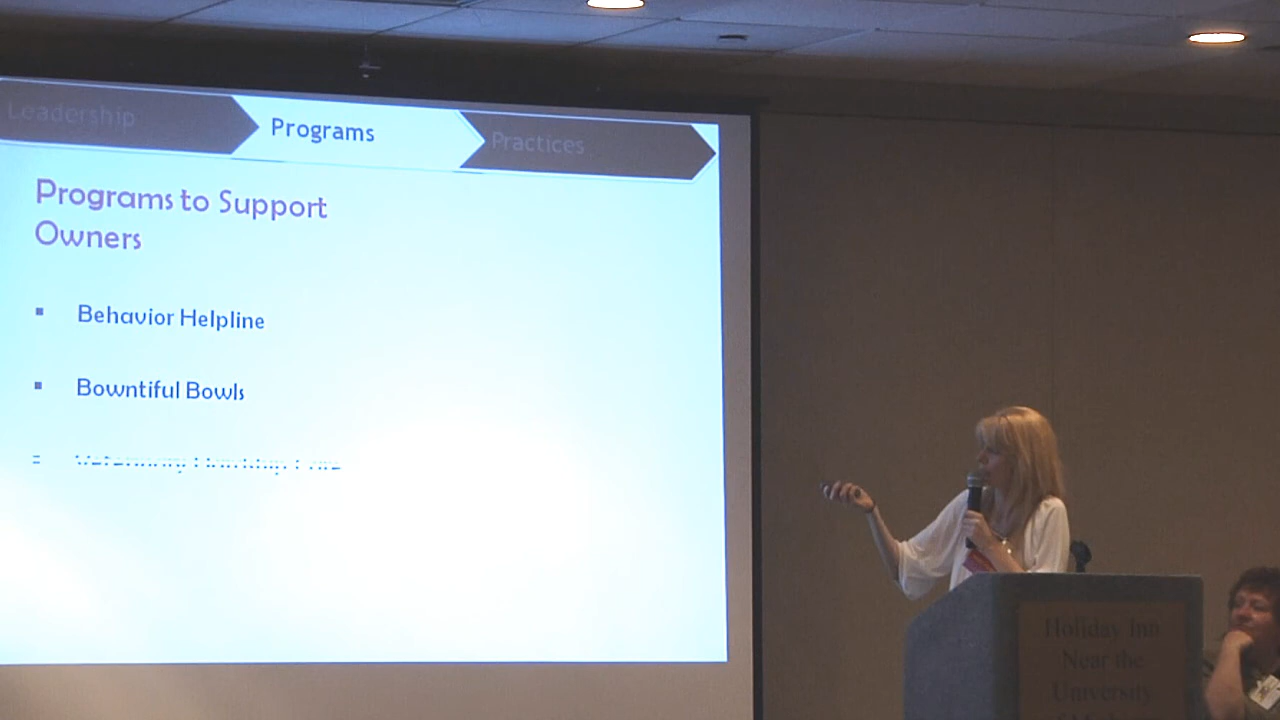 Leadership
Programs
Practices
Programs to Support
Owners
Behavior Helpline
Bowntiful Bowls
Holiday Inn
Near the
University